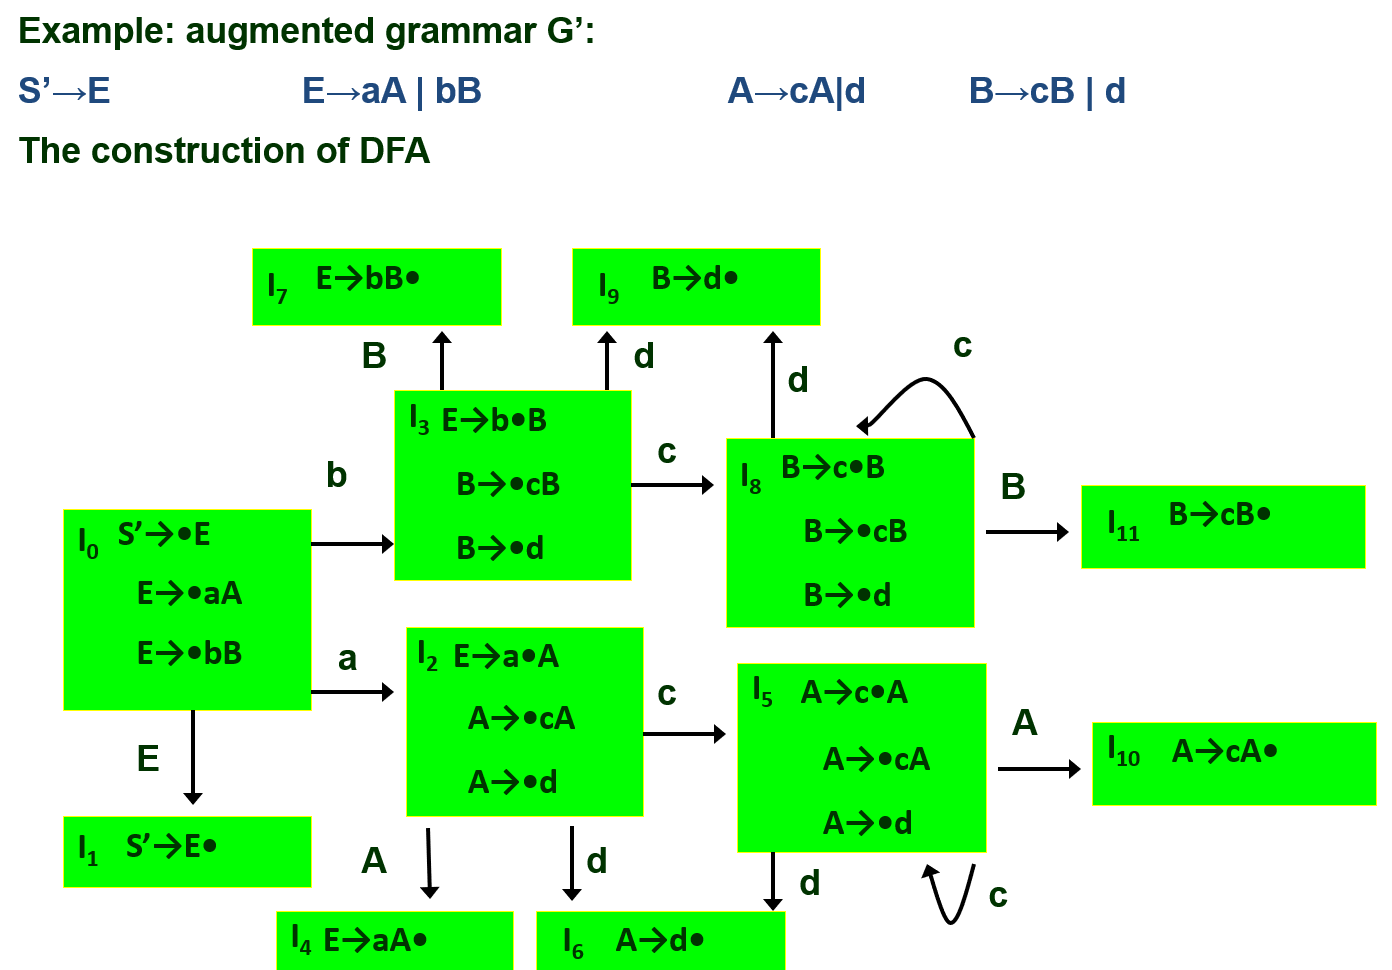 Example: augmented grammar G’:
S’→E E→aA | bB A→cA|d B→cB | d
The construction of DFA
I7 E→bB•
I9 B→d•
B
d
d
c
I3 E→b•B
B→•cB
B→•d
c
I8 B→c•B
B→•cB
B→•d
B
I11 B→cB•
b
I0 S’→•E
E→•aA
E→•bB
a
I2 E→a•A
A→•cA
A→•d
c
I5 A→c•A
A→•cA
A→•d
A
I10 A→cA•
E
I1 S’→E•
A
d
d
c
I4 E→aA•
I6 A→d•